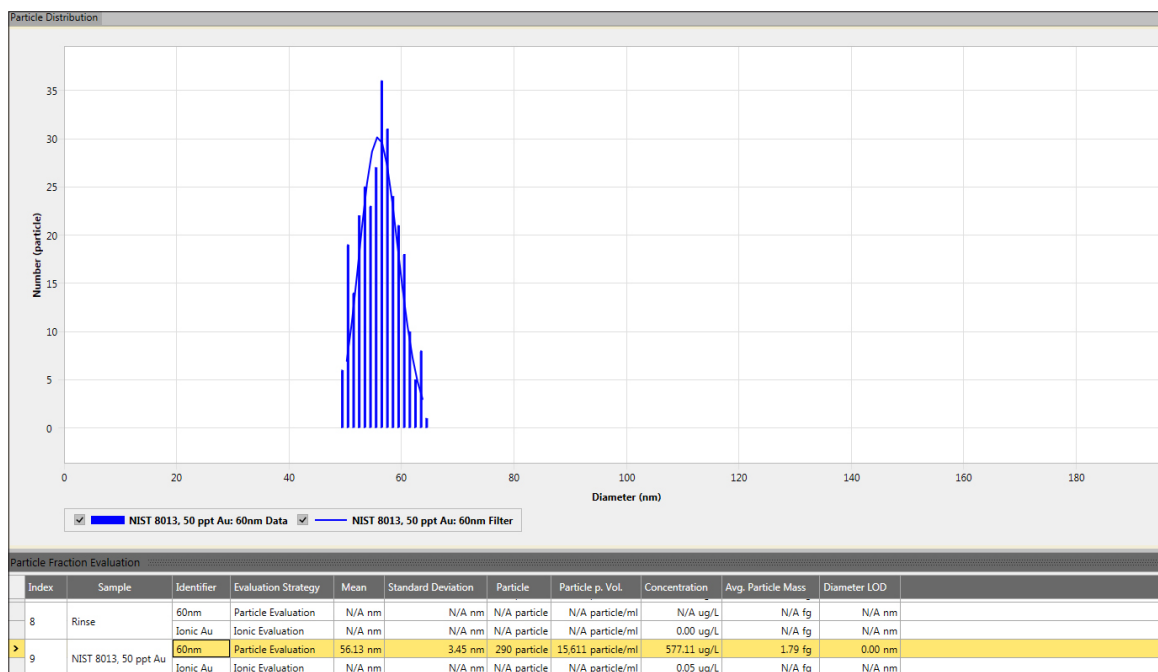 Particle Distribution
35
30
25
20
15
10
5
0
Number (particle)
0 20 40 60 80 100 120 140 160 180
Diameter (nm)
NIST 8013, 50 ppt Au: 60nm Data NIST 8013, 50 ppt Au: 60nm Filter
Particle Fraction Evaluation
Index Sample Identifier Evaluation Strategy Mean Standard Deviation Particle Particle p. Vol. Concentration Avg. Particle Mass Diameter LOD
8 Rinse 60nm Particle Evaluation N/A nm N/A nm N/A particle N/A particle/ml N/A ug/L N/A fg N/A nm
Ionic Au Ionic Evaluation N/A nm N/A nm N/A particle N/A particle/ml 0.00 ug/L N/A fg N/A nm
> 9 NIST 8013, 50 ppt Au 60nm Particle Evaluation 56.13 nm 3.45 nm 290 particle 15,611 particle/ml 577.11 ug/L 1.79 fg 0.00 nm
Ionic Au Ionic Evaluation N/A nm N/A nm N/A particle N/A particle/ml 0.05 ug/L N/A fg N/A nm